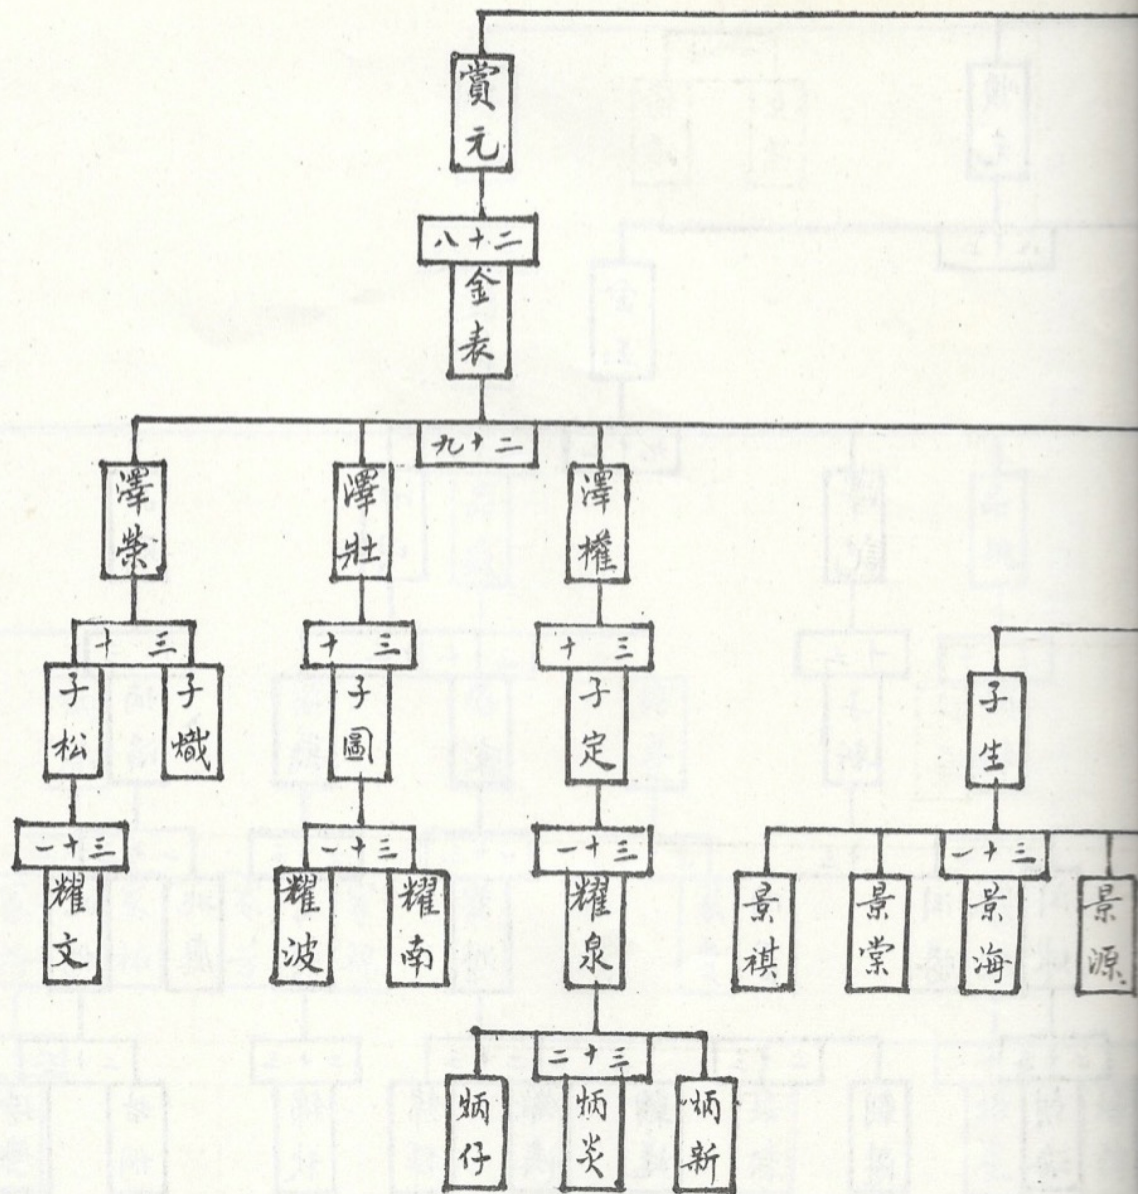 賞元
二十八
金表
二十九
澤權
澤壯
澤榮
三十
三十
三十
子生
子定
子圖
子熾
子松
三十一
三十一
三十一
三十一
景源
景海
景棠
景祺
耀泉
耀南
耀波
耀文
三十二
炳新
炳炎
炳仔